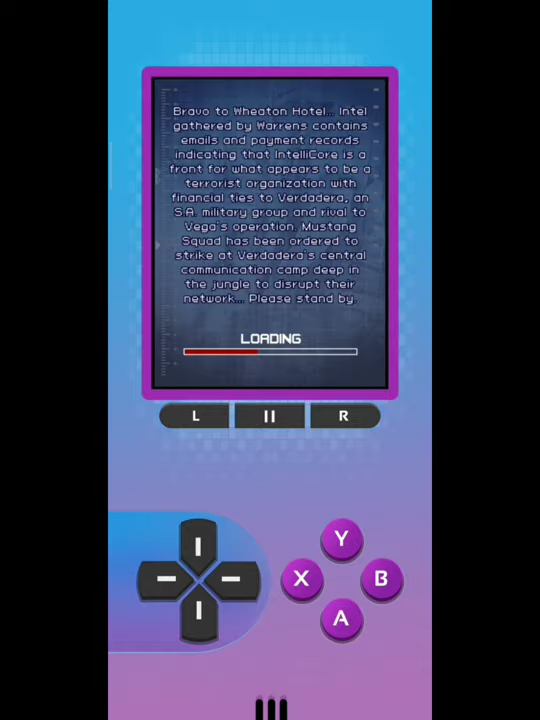 Bravo to Wheaton Hotel... Intel
gathered by Warrens contains
emails and payment records
indicating that IntelliCore is a
front for what appears to be a
terrorist organization with
financial ties to Verdadera, an
S.A. military group and rival to
Vega's operation. Mustang
Squad has been ordered to
strike at Verdadera's central
communication camp deep in
the jungle to disrupt their
network... Please stand by.
LOADING
L
R
Y
X
B
A